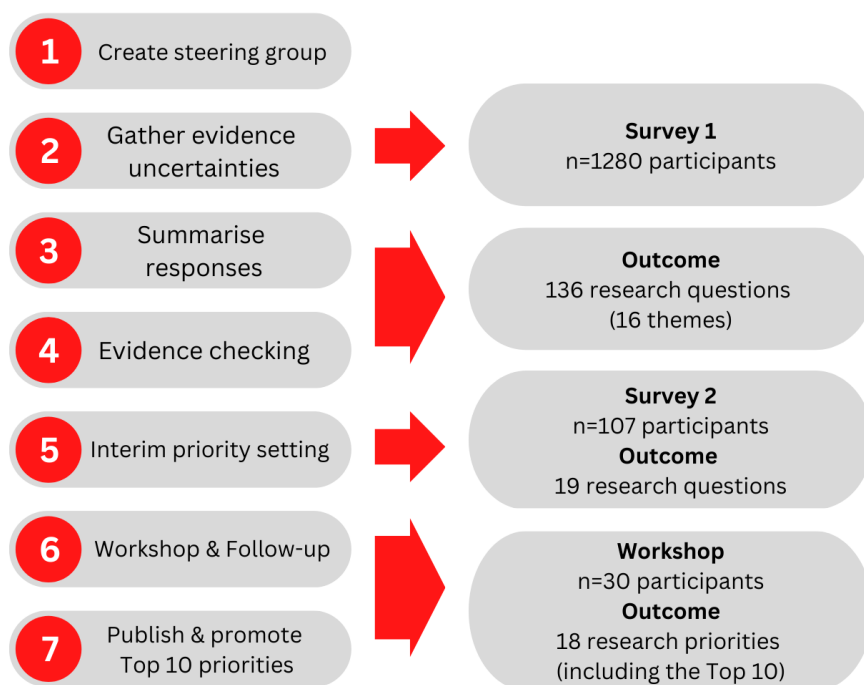 1 Create steering group
2 Gather evidence
uncertainties
Survey 1
n=1280 participants
3 Summarise
responses
4 Evidence checking
Outcome
136 research questions
(16 themes)
5 Interim priority setting
Survey 2
n=107 participants
Outcome
19 research questions
6 Workshop & Follow-up
7 Publish & promote
Top 10 priorities
Workshop
n=30 participants
Outcome
18 research priorities
(including the Top 10)